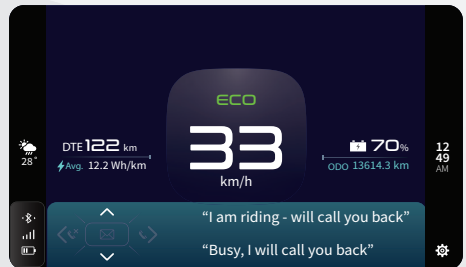 ECO
33
km/h
DTE 122 km
Avg. 12.2 Wh/km
70%
ODO 13614.3 km
28°
12
49
AM
“I am riding - will call you back”
“Busy, I will call you back”